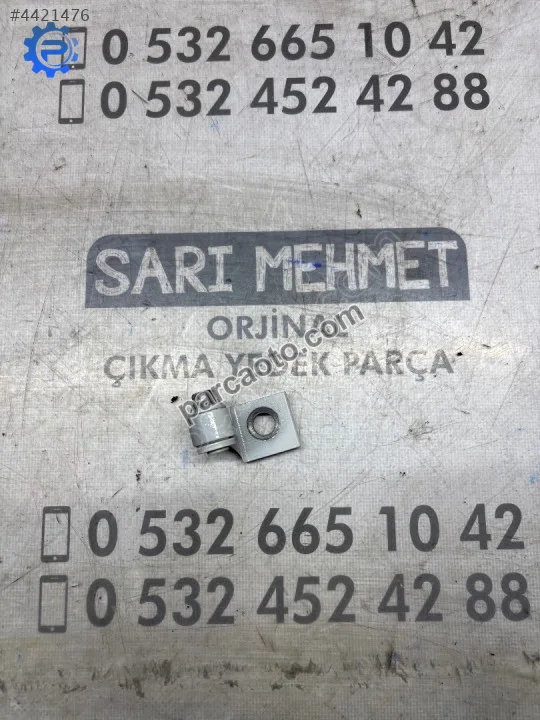 #4421476
0 532 665 10 42
0 532 452 42 88
SARI MEHMET
ORJİNAL
ÇIKMA YEDEK PARÇA
parcaoto.com
0 532 665 10 42
0 532 452 42 88